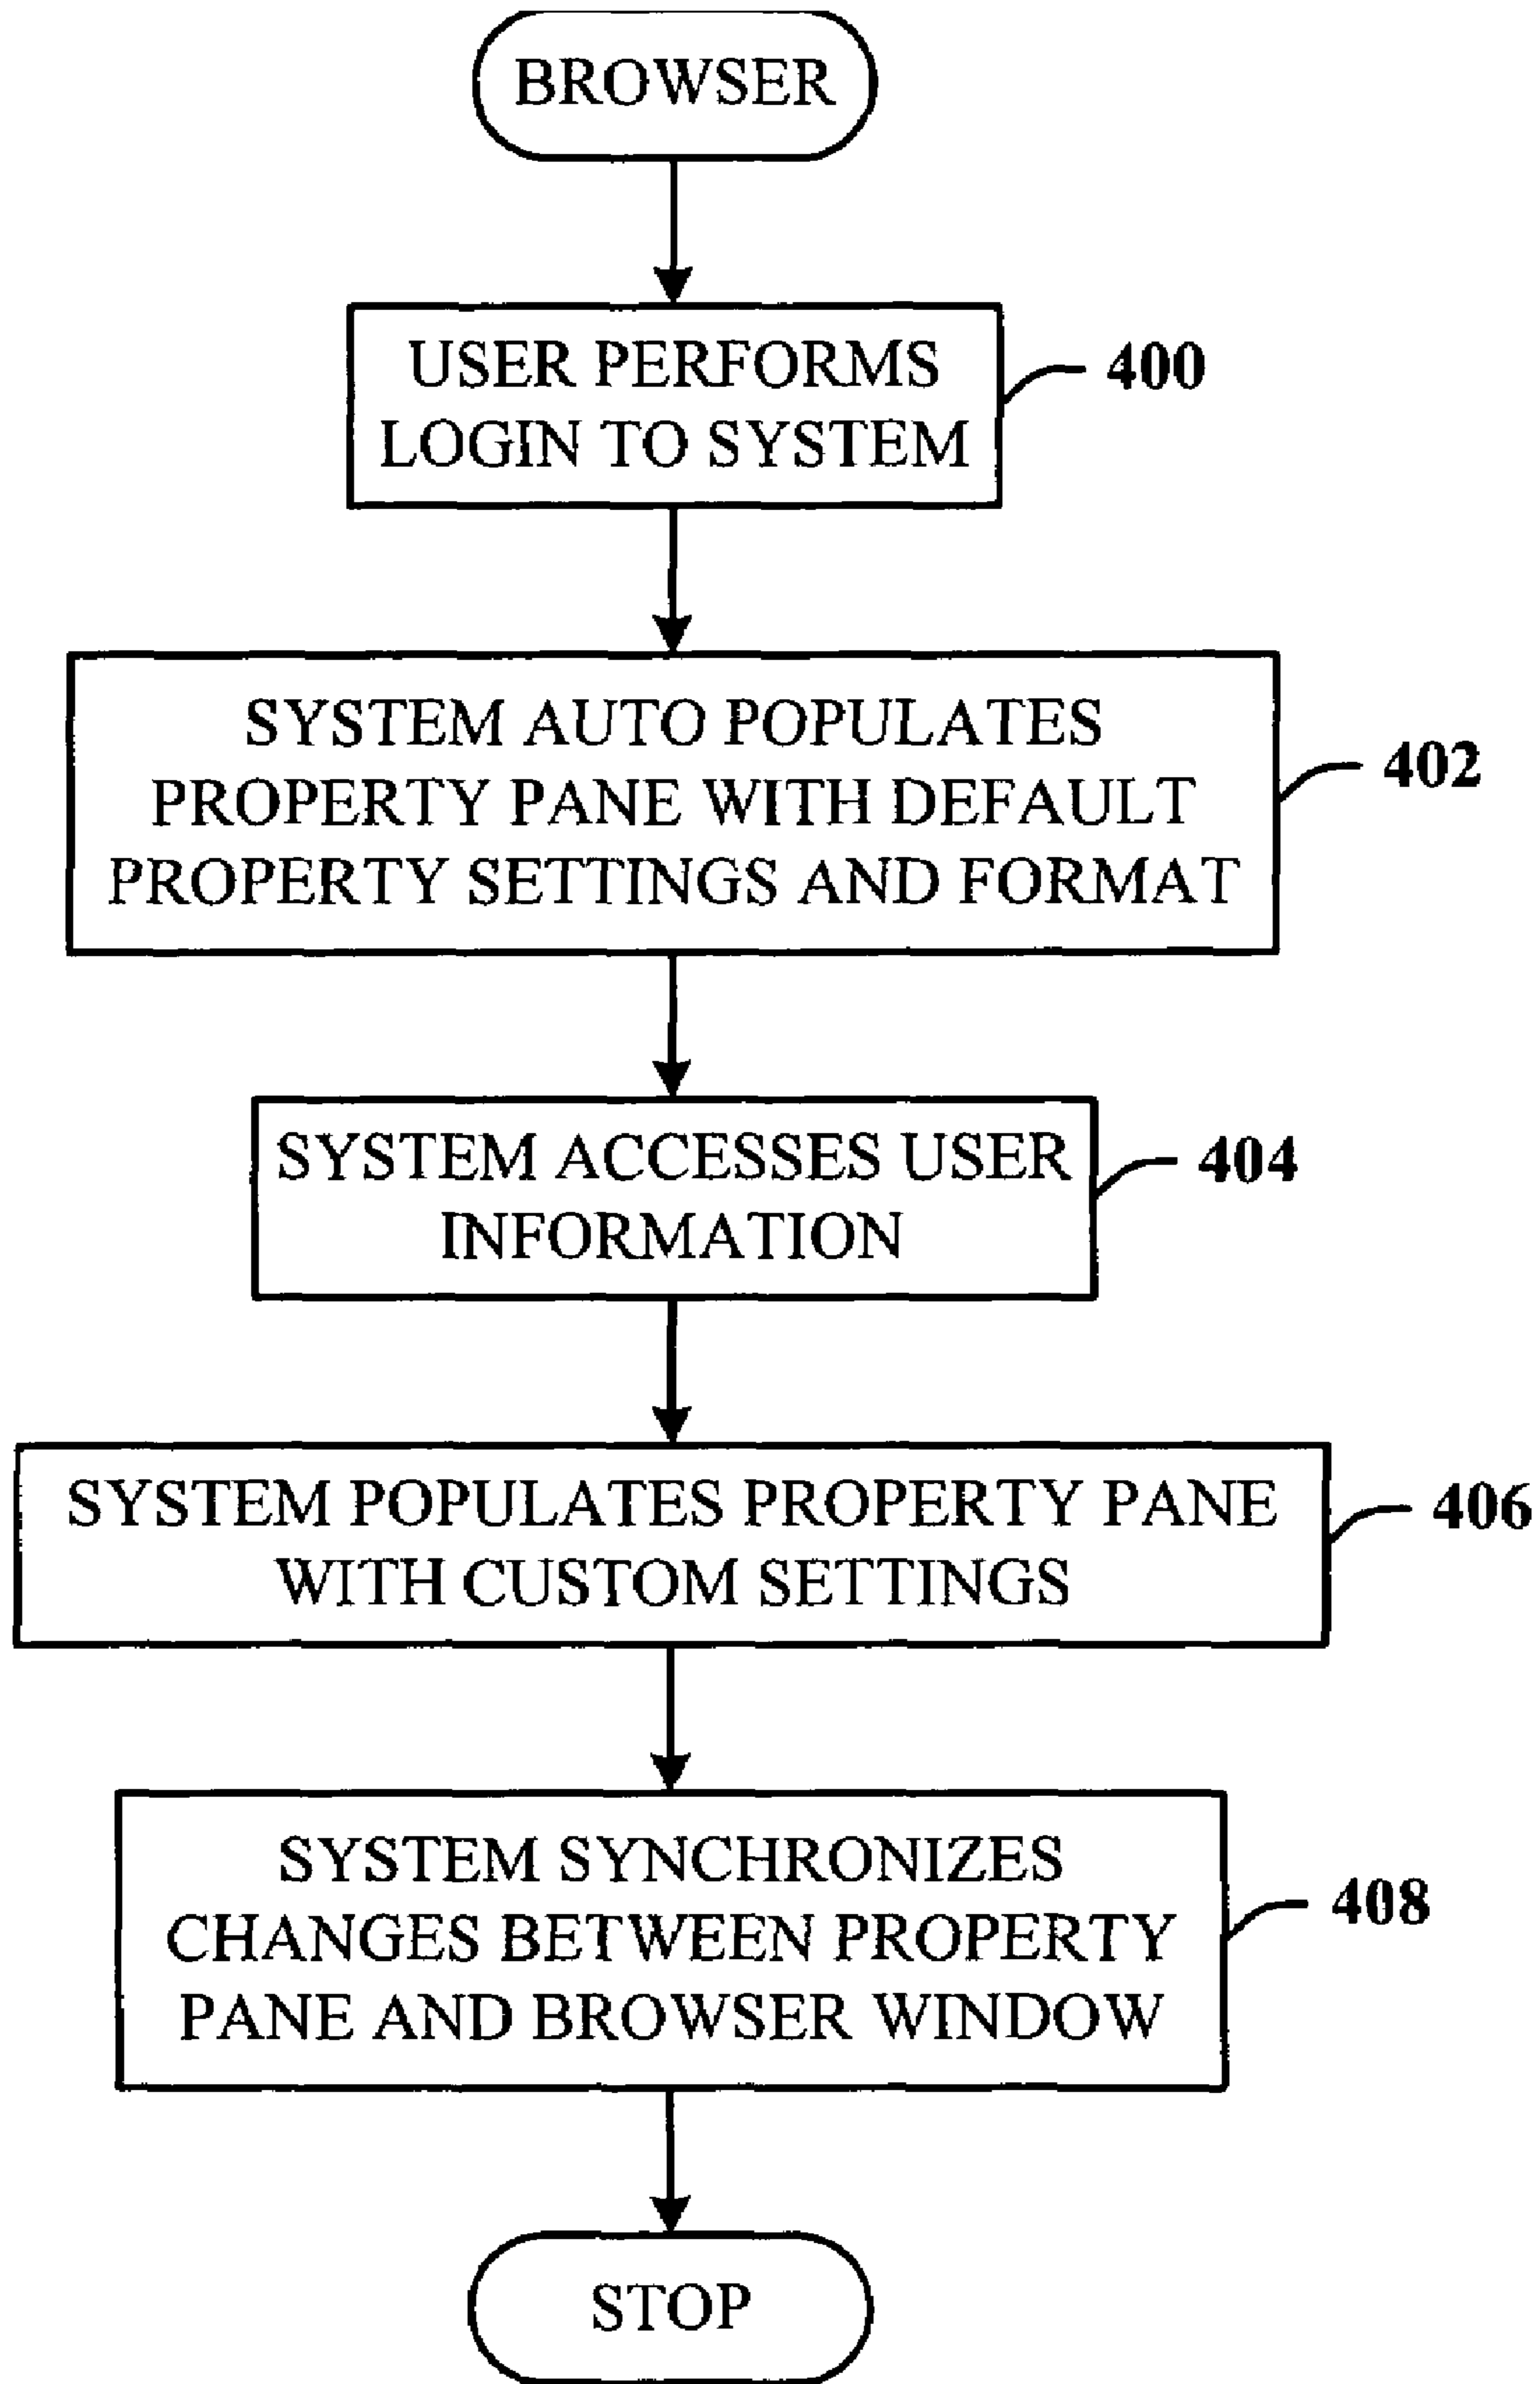 BROWSER
USER PERFORMS
LOGIN TO SYSTEM
400
SYSTEM AUTO POPULATES
PROPERTY PANE WITH DEFAULT
PROPERTY SETTINGS AND FORMAT
402
SYSTEM ACCESSES USER
INFORMATION
404
SYSTEM POPULATES PROPERTY PANE
WITH CUSTOM SETTINGS
406
SYSTEM SYNCHRONIZES
CHANGES BETWEEN PROPERTY
PANE AND BROWSER WINDOW
408
STOP